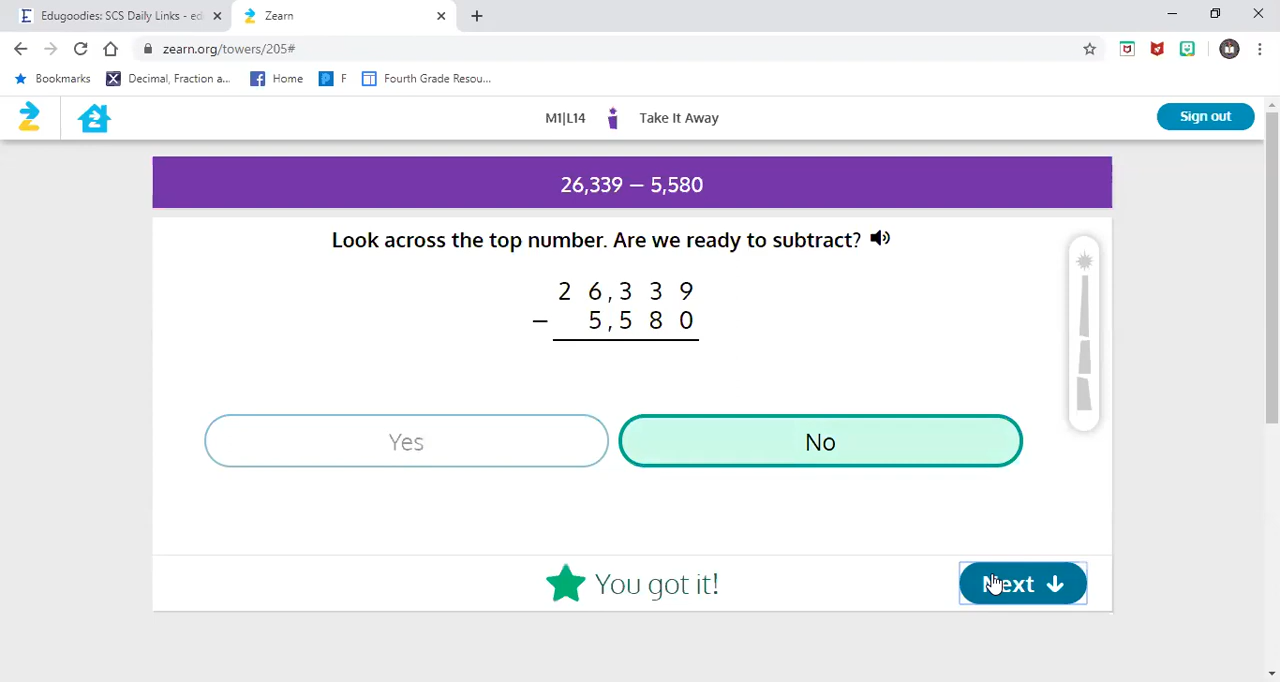 Edugoodies: SCS Daily Links - ed
Zearn
zearn.org/towers/205#
Bookmarks
Decimal, Fraction a...
Home
F
Fourth Grade Resou...
M1|L14
Take It Away
Sign out
26,339 – 5,580
Look across the top number. Are we ready to subtract?
2 6,3 3 9
– 5,5 8 0
Yes
No
You got it!
Next